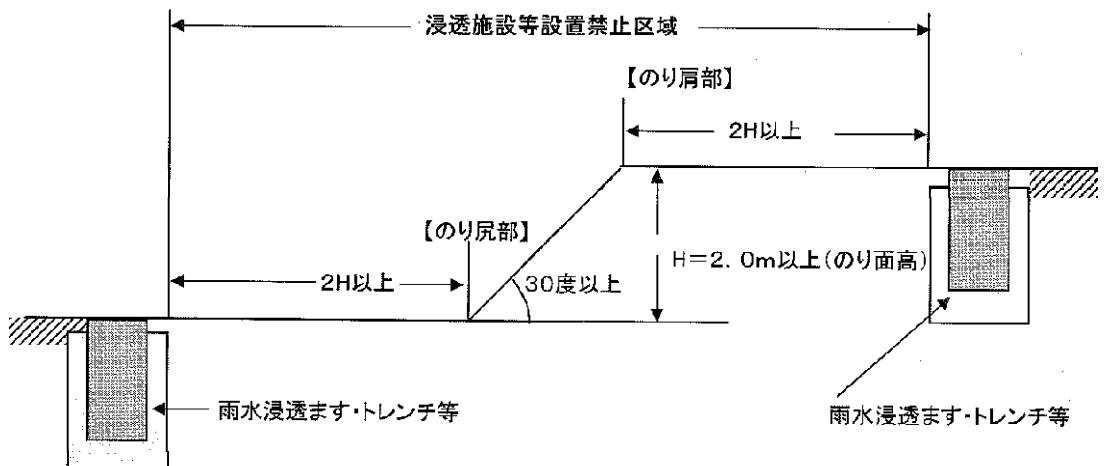 浸透施設等設置禁止区域
【のり肩部】
2H以上
【のり尻部】
2H以上
30度以上
H=2.0m以上(のり面高)
雨水浸透ます・トレンチ等
雨水浸透ます・トレンチ等